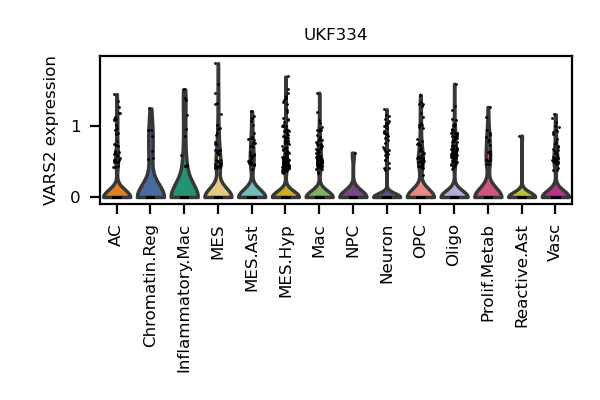 UKF334
VARS2 expression
1
0
AC
Chromatin.Reg
Inflammatory.Mac
MES
MES.Ast
MES.Hyp
Mac
NPC
Neuron
OPC
Oligo
Prolif.Metab
Reactive.Ast
Vasc